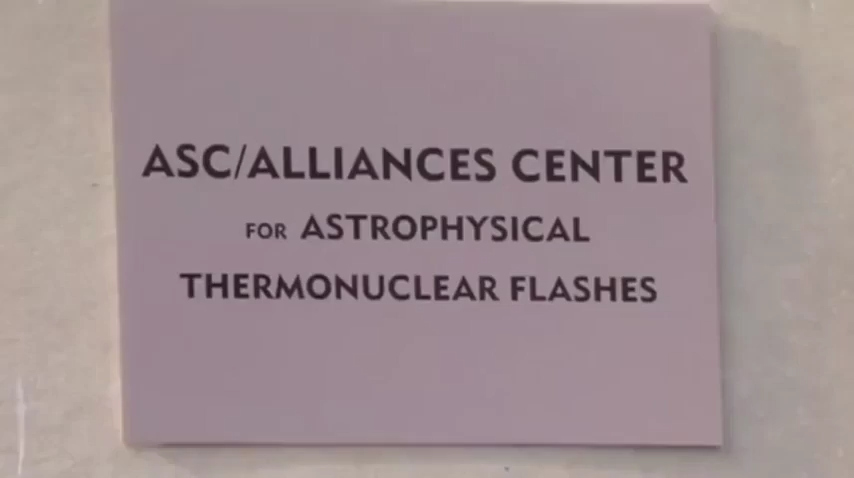 ASC/ALLIANCES CENTER
FOR ASTROPHYSICAL
THERMONUCLEAR FLASHES